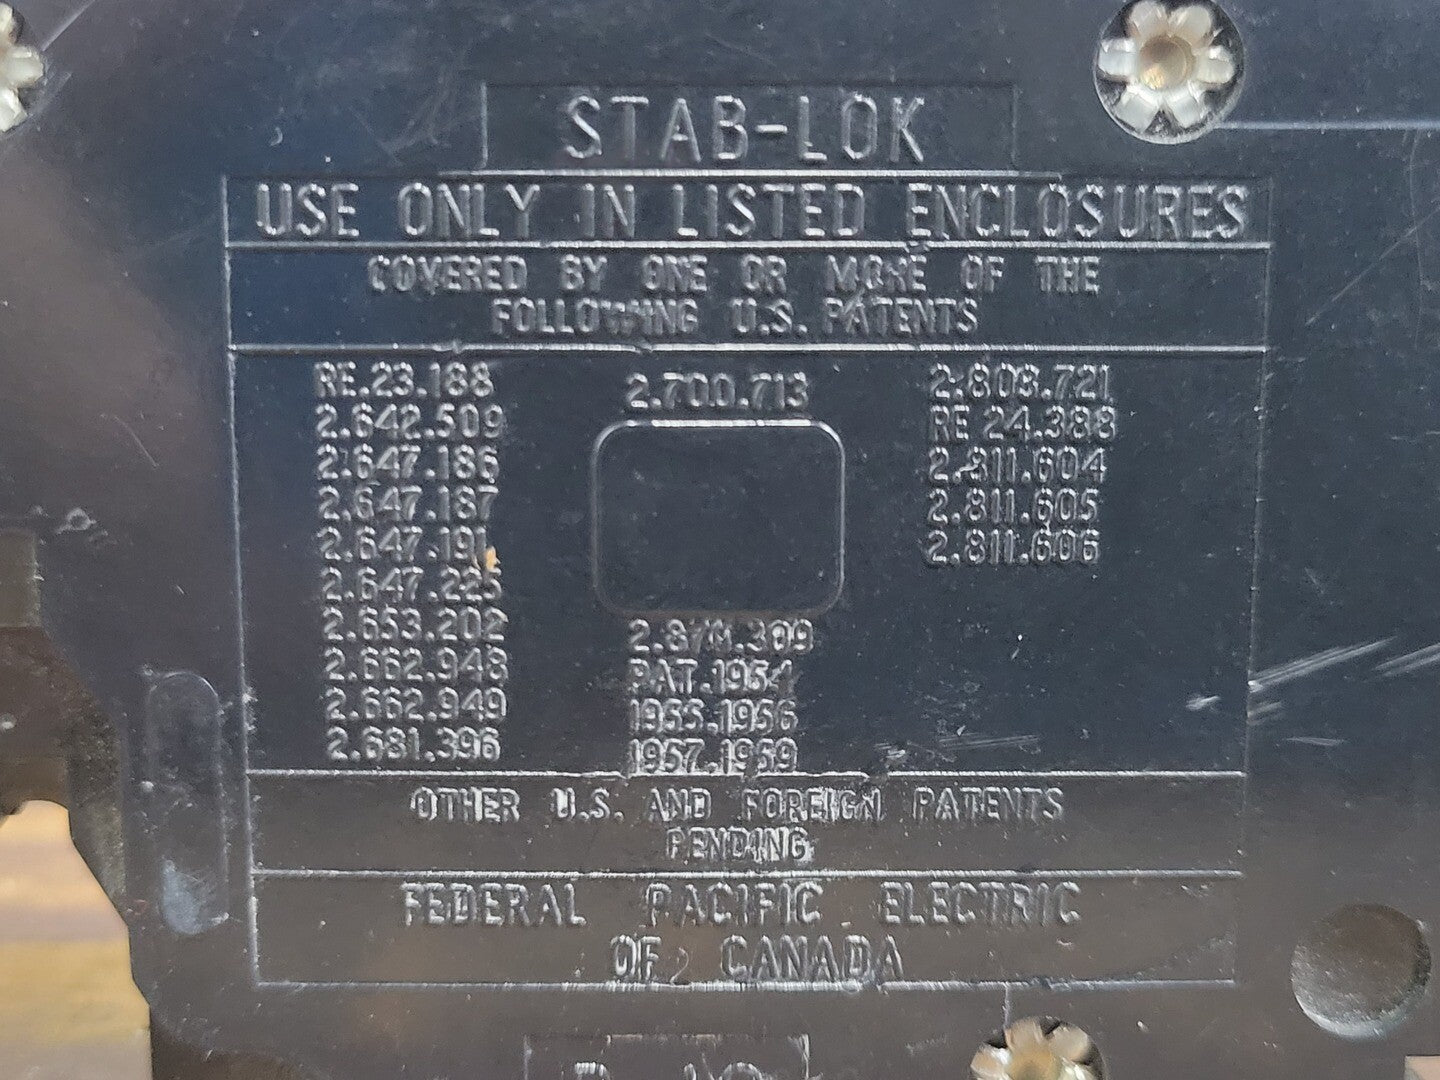 STAB-LOK
USE ONLY IN LISTED ENCLOSURES
COVERED BY ONE OR MORE OF THE
FOLLOWING U.S. PATENTS
RE.23.188
2.642.509
2.647.186
2.647.187
2.647.191
2.647.225
2.653.202
2.662.948
2.662.949
2.681.396
2.700.713
PAT.1954
1955.1956
1957.1959
2.808.721
RE 24.388
2.811.604
2.811.605
2.811.606
OTHER U.S. AND FOREIGN PATENTS
PENDING
FEDERAL PACIFIC ELECTRIC
OF CANADA